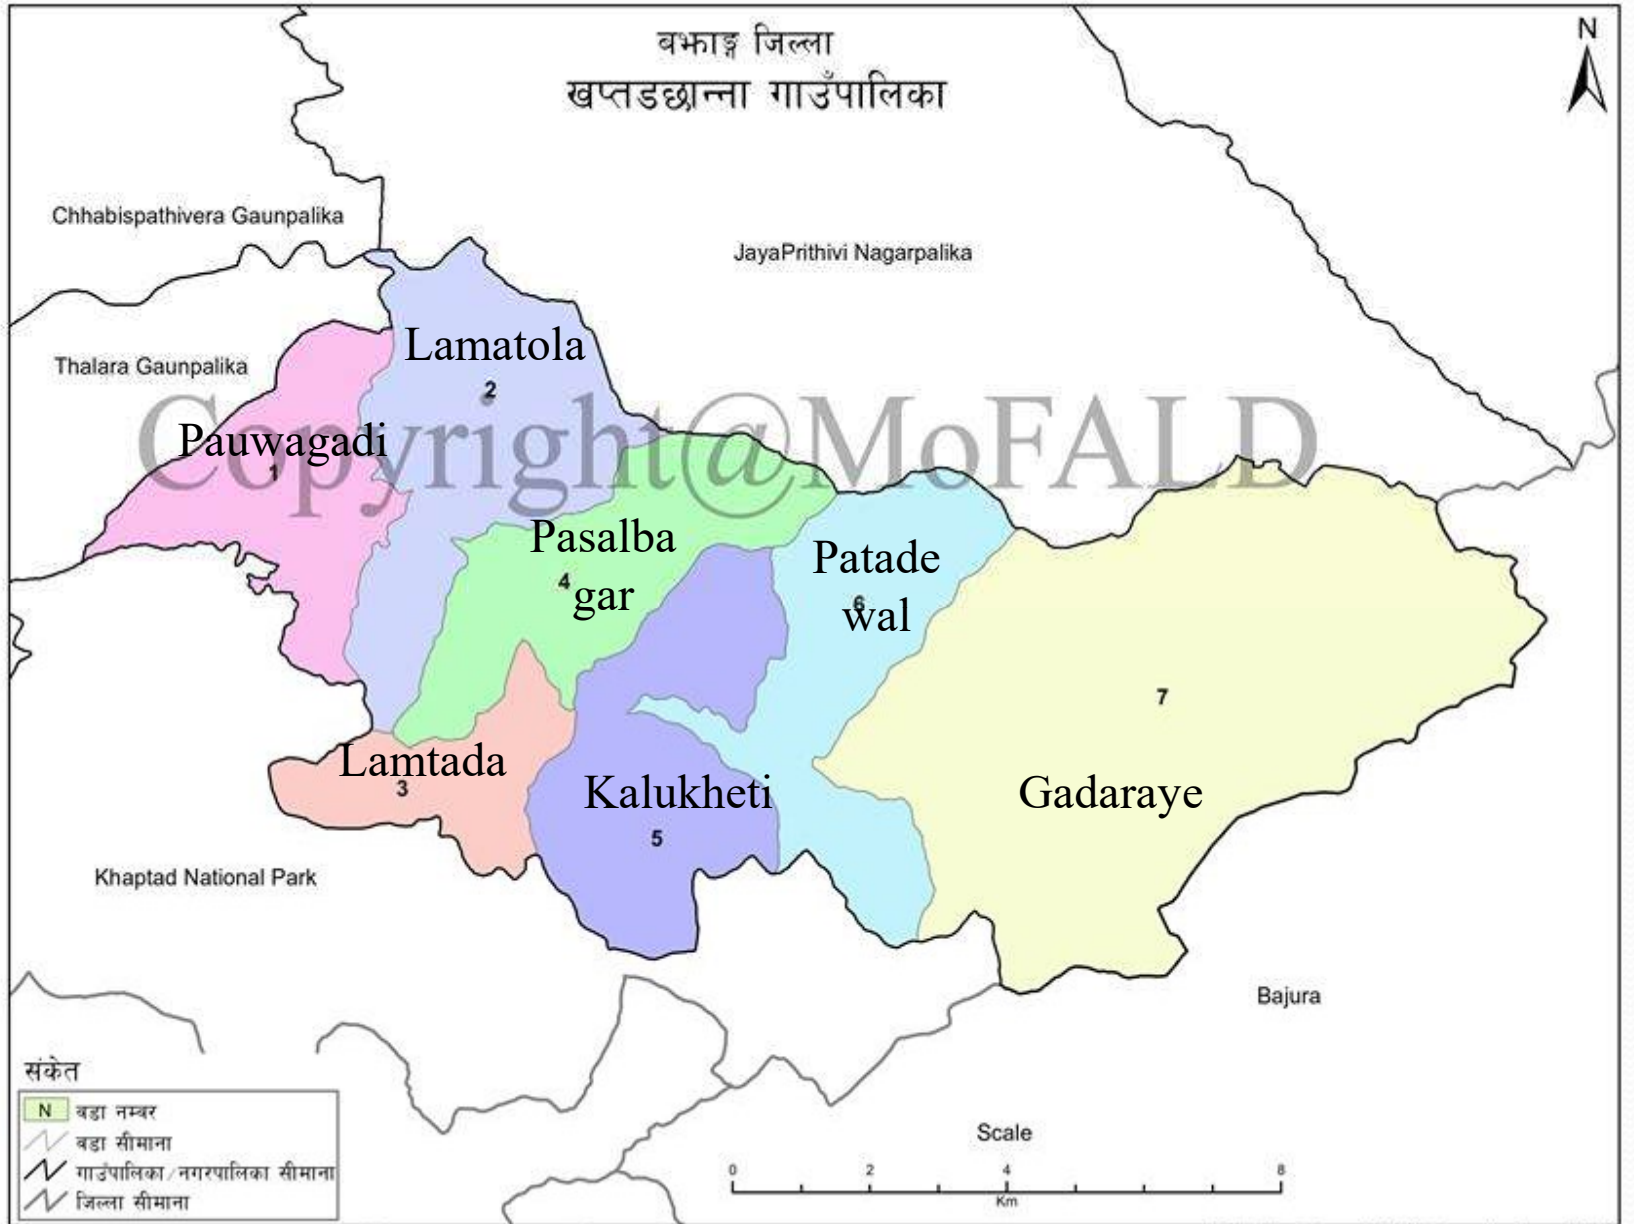 बझाङ्ग जिल्ला
खप्तडछान्ना गाउँपालिका
N
Chhabispathivera Gaunpalika
JayaPrithivi Nagarpalika
Thalara Gaunpalika
Lamatola
2
Copyright@MoFALD
Pauwagadi
1
Pasalba
4
gar
Patade
6
wal
7
Lamtada
3
Kalukheti
5
Gadaraye
Khaptad National Park
Bajura
संकेत
N वडा नम्बर
वडा सीमाना
गाउँपालिका/नगरपालिका सीमाना
जिल्ला सीमाना
Scale
0 2 4 8
Km